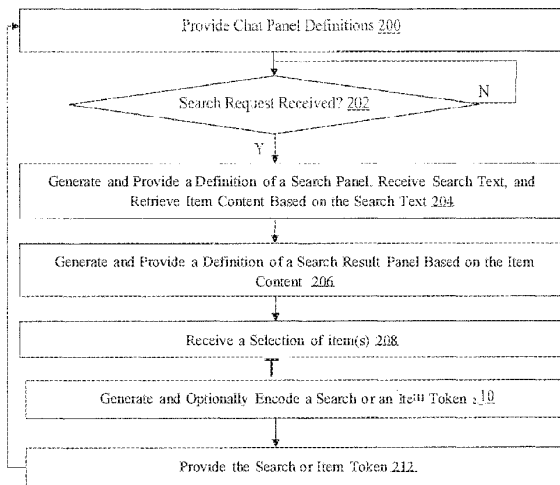 Provide Chat Panel Definitions 200
Search Request Received? 202
N
Y
Generate and Provide a Definition of a Search Panel. Receive Search Text, and
Retrieve Item Content Based on the Search Text 204
Generate and Provide a Definition of a Search Result Panel Based on the Item
Content 206
Receive a Selection of item(s) 208
Generate and Optionally Encode a Search or an Item Token
Provide the Search or Item Token 212